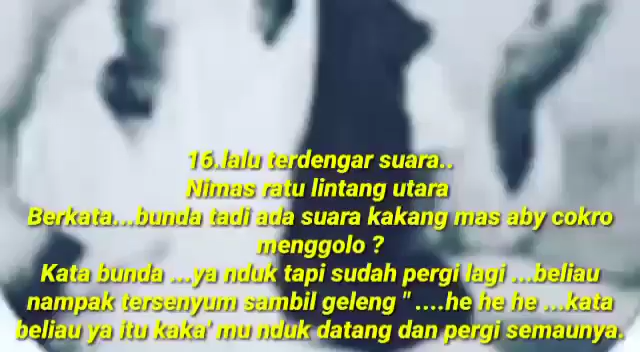 16.lalu terdengar suara..
Nimas ratu lintang utara
Berkata...bunda tadi ada suara kakang mas aby cokro
menggolo ?
Kata bunda ...ya nduk tapi sudah pergi lagi ...beliau
nampak tersenyum sambil geleng " ....he he he ...kata
beliau ya itu kaka' mu nduk datang dan pergi semaunya.